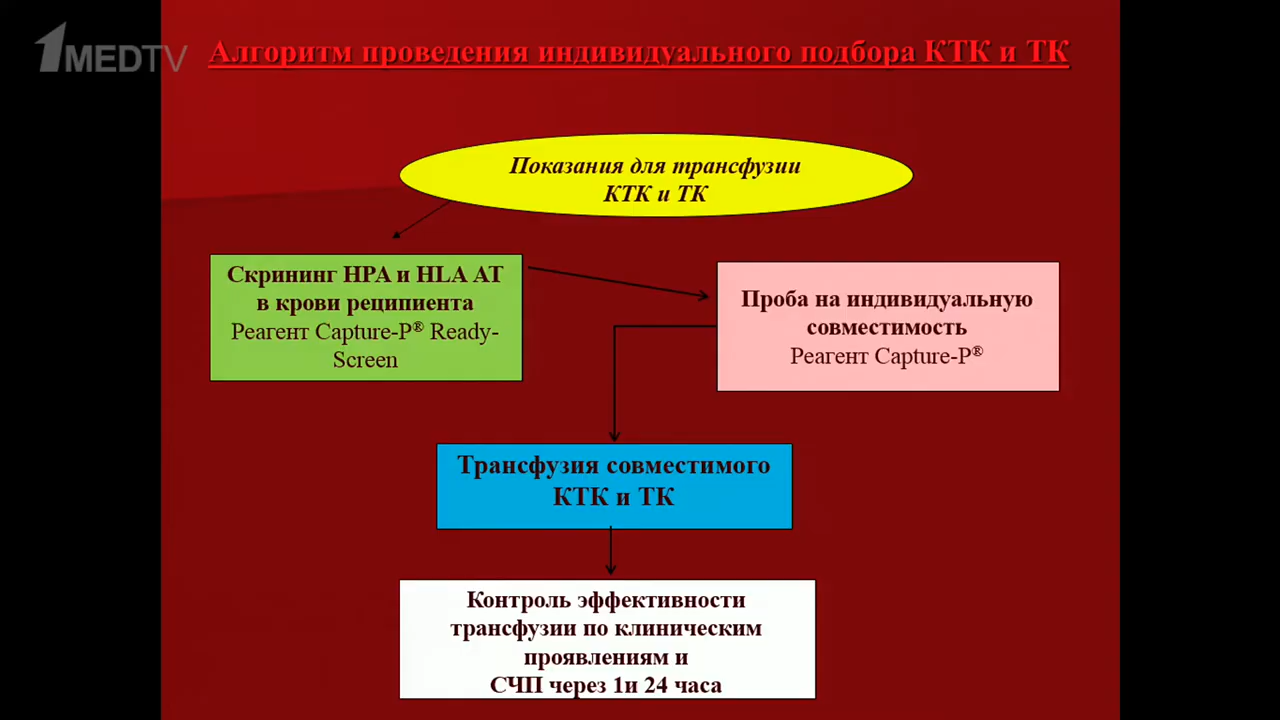 1MEDTV
Алгоритм проведения индивидуального подбора КТК и ТК
Показания для трансфузии
КТК и ТК
Скрининг HPA и HLA АТ
в крови реципиента
Реагент Capture-P® Ready-
Screen
Проба на индивидуальную
совместимость
Реагент Capture-P®
Трансфузия совместимого
КТК и ТК
Контроль эффективности
трансфузии по клиническим
проявлениям и
СЧП через 1и 24 часа